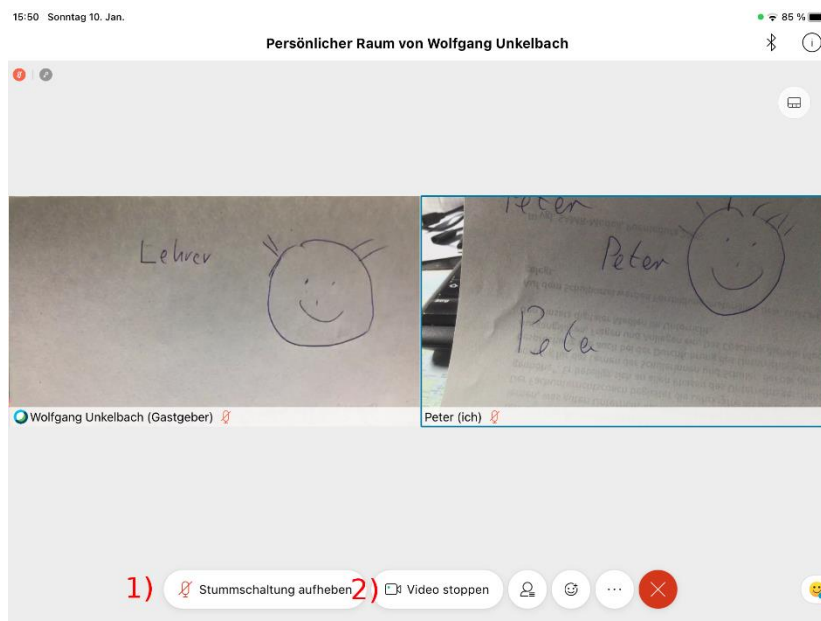 15:50 Sonntag 10. Jan.
85 %
Persönlicher Raum von Wolfgang Unkelbach
Lehrer
Peter
Peter
Peter
Wolfgang Unkelbach (Gastgeber)
Peter (ich)
1) Stummschaltung aufheben 2) Video stoppen